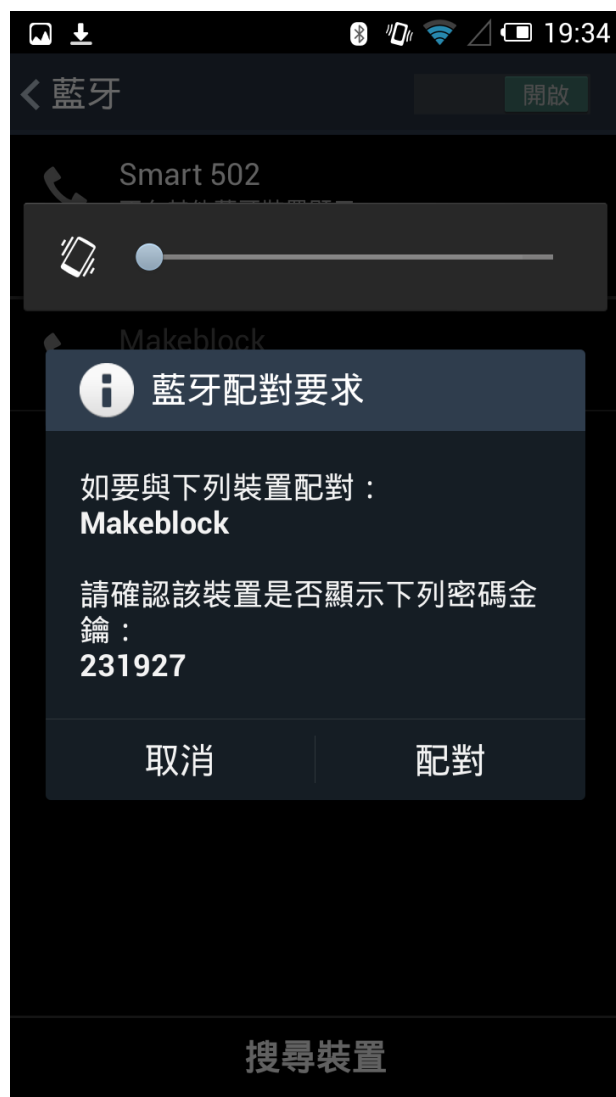 19:34
藍牙
開啟
Smart 502
Makeblock
藍牙配對要求
如要與下列裝置配對：
Makeblock
請確認該裝置是否顯示下列密碼金
鑰：
231927
取消
配對
搜尋裝置